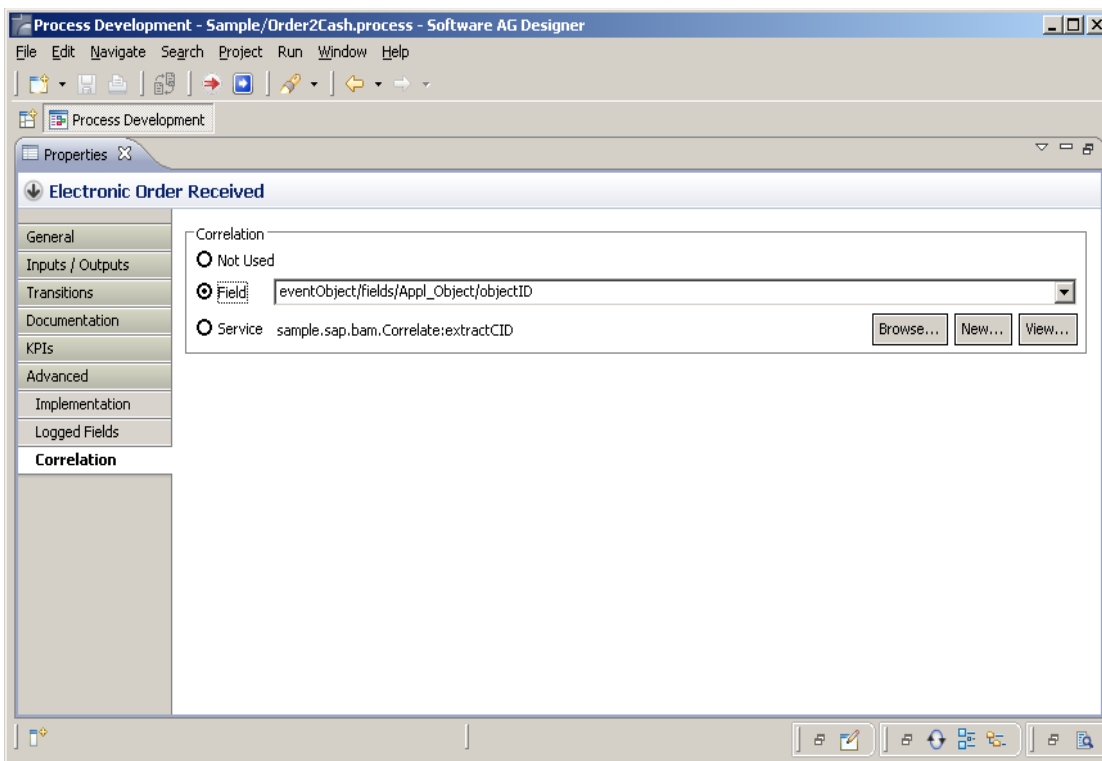 Process Development - Sample/Order2Cash.process - Software AG Designer
File Edit Navigate Search Project Run Window Help
Process Development
Properties
Electronic Order Received
General
Inputs / Outputs
Transitions
Documentation
KPIs
Advanced
Implementation
Logged Fields
Correlation
Correlation
Not Used
Field eventObject/fields/Appl_Object/objectID
Service sample.sap.bam.Correlate:extractCID Browse... New... View...